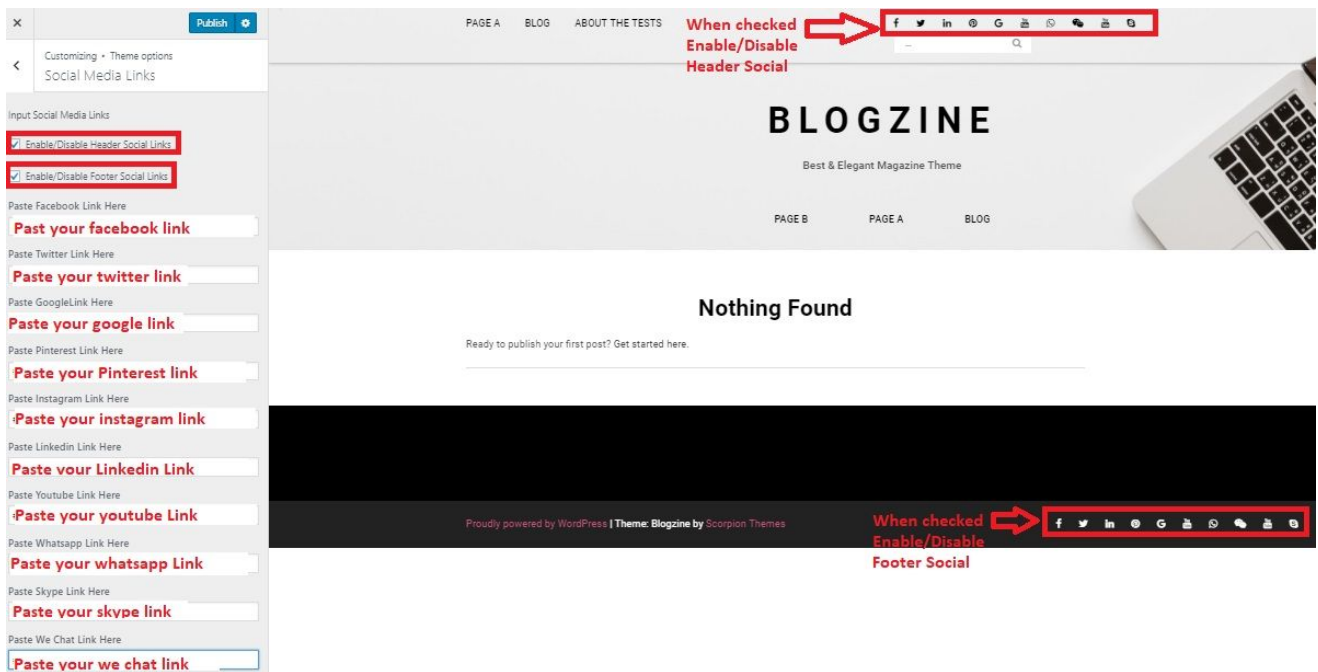 Publish
Customizing • Theme options
Social Media Links
Input Social Media Links
Enable/Disable Header Social Links
Enable/Disable Footer Social Links
Paste Facebook Link Here
Past your facebook link
Paste Twitter Link Here
Paste your twitter link
Paste GoogleLink Here
Paste your google link
Paste Pinterest Link Here
Paste your Pinterest link
Paste Instagram Link Here
Paste your instagram link
Paste Linkedin Link Here
Paste your Linkedin Link
Paste Youtube Link Here
Paste your youtube Link
Paste Whatsapp Link Here
Paste your whatsapp Link
Paste Skype Link Here
Paste your skype link
Paste We Chat Link Here
Paste your we chat link
PAGE A BLOG ABOUT THE TESTS
When checked
Enable/Disable
Header Social
BLOGZINE
Best & Elegant Magazine Theme
PAGE B PAGE A BLOG
Nothing Found
Ready to publish your first post? Get started here.
Proudly powered by WordPress | Theme: Blogzine by Scorpion Themes
When checked
Enable/Disable
Footer Social